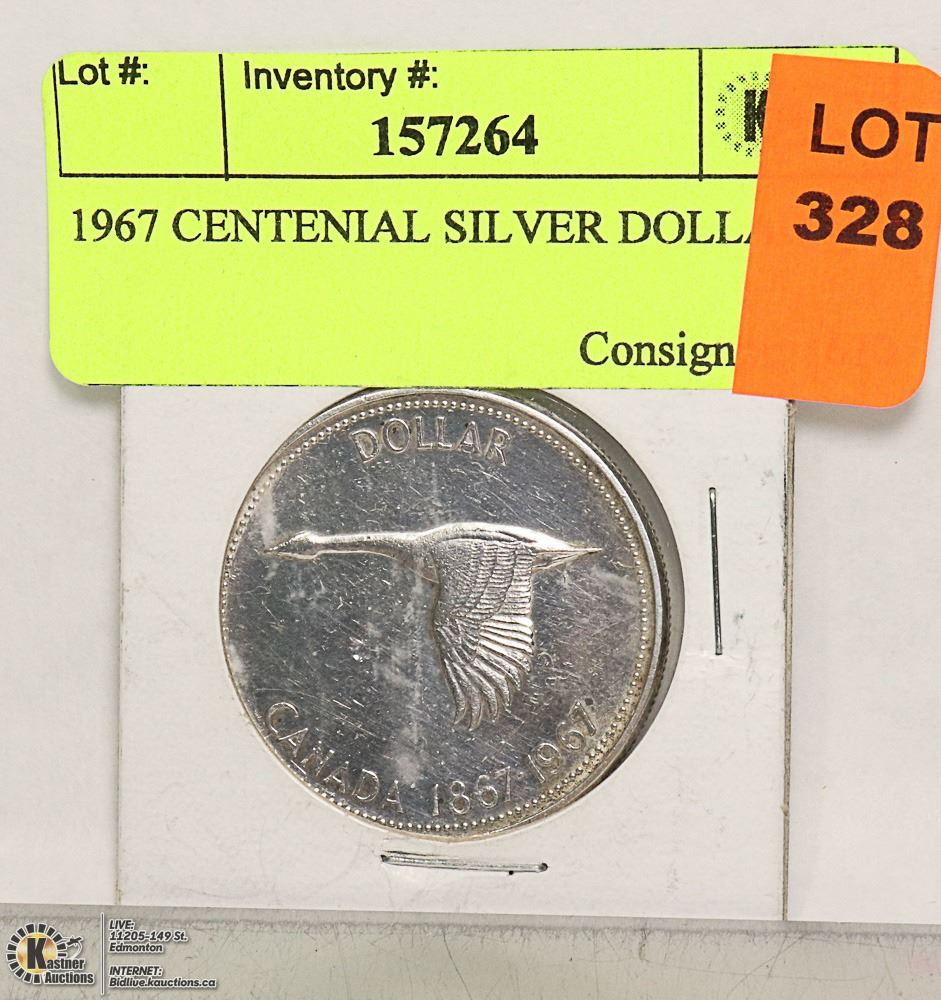 Lot #:
Inventory #:
157264
K
LOT
328
1967 CENTENIAL SILVER DOLLA
Consign
DOLLAR
CANADA 1867·1967
LIVE:
11205-149 St.
Edmonton
INTERNET:
Bidlive.kauctions.ca
Kastner
Auctions